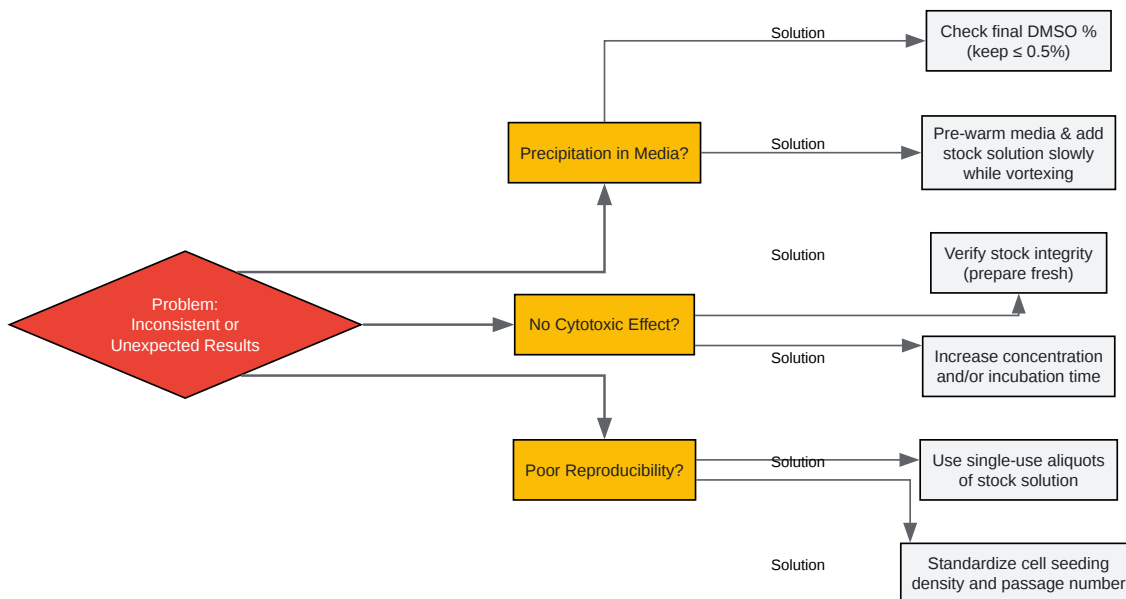 Solution
Check final DMSO %
(keep ≤ 0.5%)
Precipitation in Media?
Solution
Pre-warm media & add
stock solution slowly
while vortexing
Problem:
Inconsistent or
Unexpected Results
Solution
Verify stock integrity
(prepare fresh)
No Cytotoxic Effect?
Solution
Increase concentration
and/or incubation time
Poor Reproducibility?
Solution
Use single-use aliquots
of stock solution
Solution
Standardize cell seeding
density and passage number